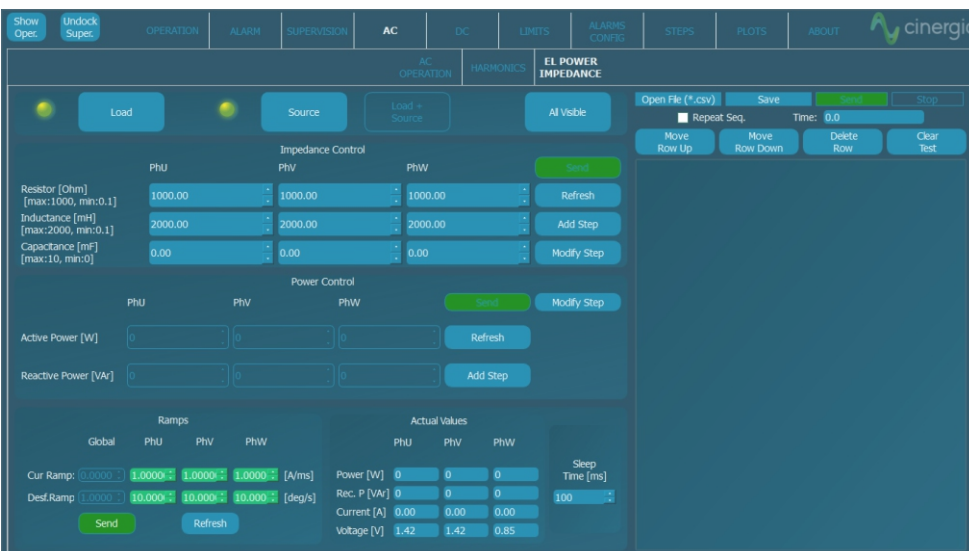 Show Oper.
Undock Super.
OPERATION ALARM SUPERVISION AC DC LIMITS ALARMS CONFIG STEPS PLOTS ABOUT
cinergi
AC OPERATION HARMONICS EL POWER IMPEDANCE
Load Source Load + Source All Visible
Open File (*.csv) Save Send Stop
Repeat Seq. Time: 0.0
Move Row Up Move Row Down Delete Row Clear Test
Impedance Control
PhU PhV PhW Send
Resistor [Ohm]
[max:1000, min:0.1]
1000.00 1000.00 1000.00 Refresh
Inductance [mH]
[max:2000, min:0.1]
2000.00 2000.00 2000.00 Add Step
Capacitance [mF]
[max:10, min:0]
0.00 0.00 0.00 Modify Step
Power Control
PhU PhV PhW Send Modify Step
Active Power [W] 0 0 0 Refresh
Reactive Power [VAr] 0 0 0 Add Step
Ramps
Global PhU PhV PhW
Cur Ramp: 0.0000 1.0000 1.0000 1.0000 [A/ms]
Desf.Ramp 1.0000 10.000 10.000 10.000 [deg/s]
Send Refresh
Actual Values
PhU PhV PhW
Power [W] 0 0 0
Rec. P [VAr] 0 0 0
Current [A] 0.00 0.00 0.00
Voltage [V] 1.42 1.42 0.85
Sleep
Time [ms]
100